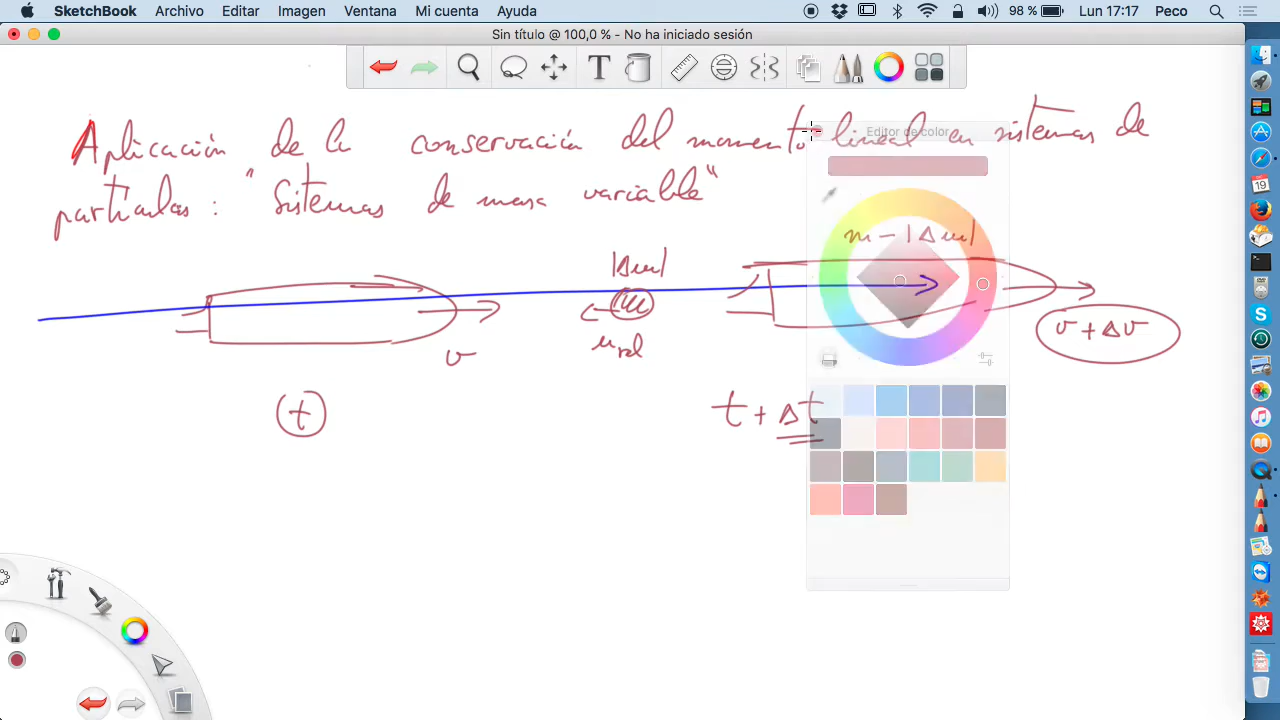 SketchBook Archivo Editar Imagen Ventana Mi cuenta Ayuda 98 % Lun 17:17 Peco
Sin título @ 100,0 % - No ha iniciado sesión
Aplicación de la conservación del momento lineal en sistemas de
Editor de color
partículas : "Sistemas de masa variable"
|Δm| m - |Δm|
v u rel v + Δv
t t + Δt
19